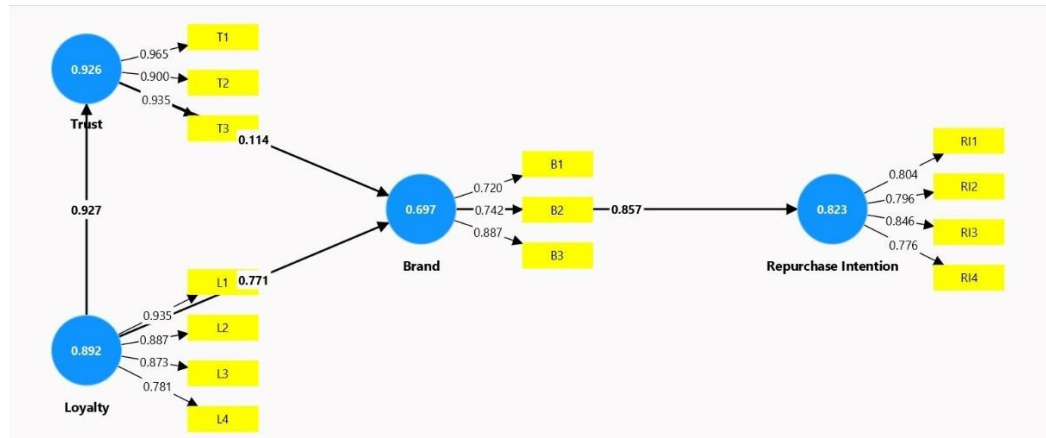 T1
0.965
0.926
0.900
T2
0.935
Trust
T3
0.114
RI1
B1
0.804
0.720
RI2
0.796
0.927
0.697
0.742
B2
0.857
0.823
0.846
RI3
0.887
0.776
B3
Brand
Repurchase Intention
RI4
L1
0.771
0.935
L2
0.887
0.892
0.873
L3
0.781
Loyalty
L4